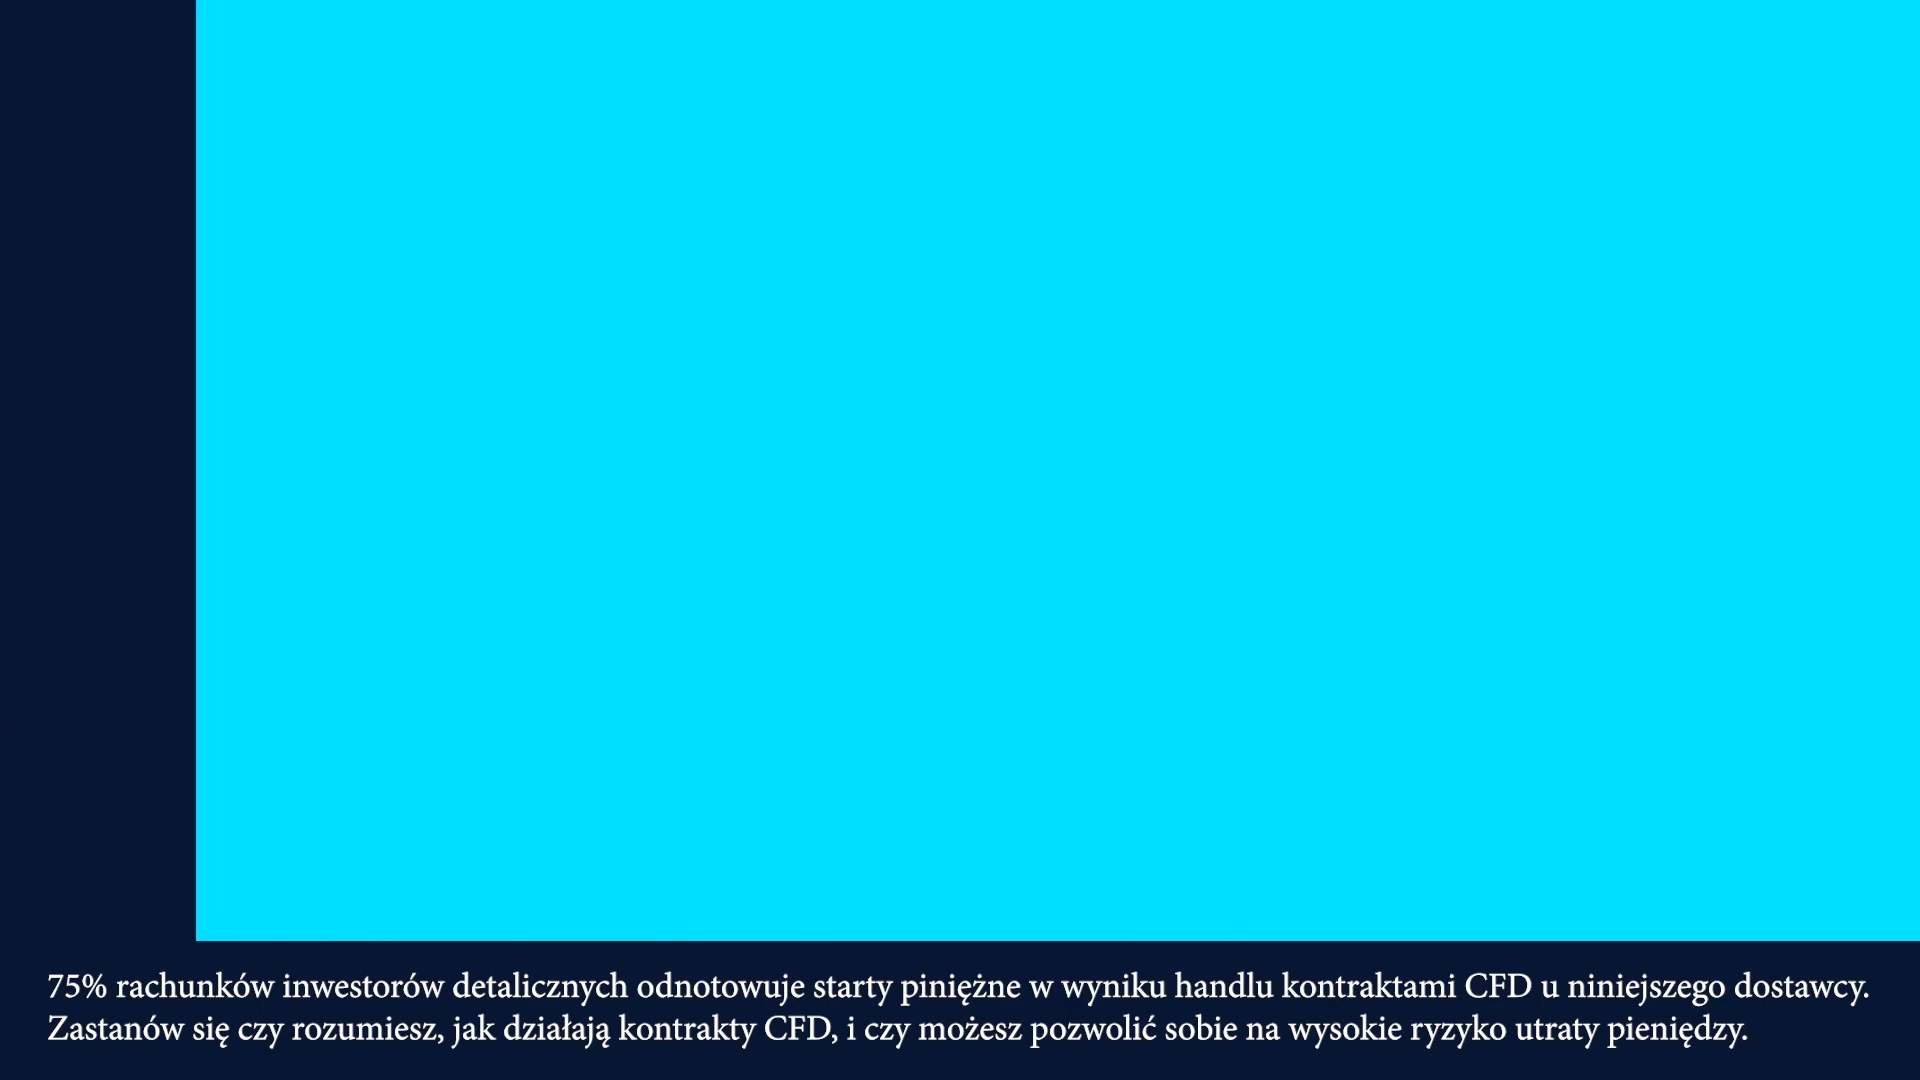 75% rachunków inwestorów detalicznych odnotowuje starty piniężne w wyniku handlu kontraktami CFD u niniejszego dostawcy.
Zastanów się czy rozumiesz, jak działają kontrakty CFD, i czy możesz pozwolić sobie na wysokie ryzyko utraty pieniędzy.